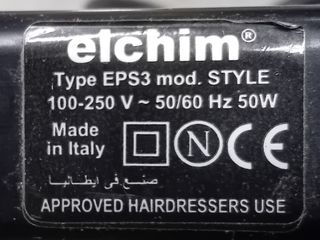 elchim®
Type EPS3 mod. STYLE
100-250 V ~ 50/60 Hz 50W
Made
in Italy
N CE
صنع في ايطاليا
APPROVED HAIRDRESSERS USE